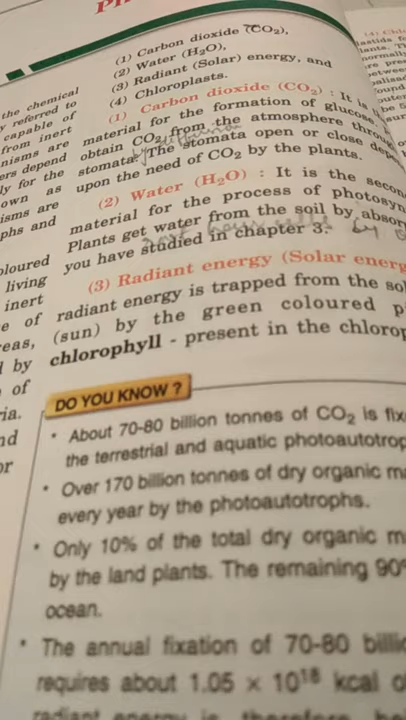 the chemical
referred to
capable of
from inert
nisms are
ers depend
ly for the
own as
isms are
phs and
oloured
living
inert
e of
reas,
by
of
ria.
nd
or
(1) Carbon dioxide (CO₂),
(2) Water (H₂O),
(3) Radiant (Solar) energy, and
(4) Chloroplasts.
(1) Carbon dioxide (CO₂) : It is
material for the formation of glucose.
obtain CO₂ from the atmosphere through
stomata. The stomata open or close
upon the need of CO₂ by the plants.
(2) Water (H₂O) : It is the secon
material for the process of photosyn
Plants get water from the soil by absor
you have studied in chapter 3. by
(3) Radiant energy (Solar energ
radiant energy is trapped from the so
(sun) by the green coloured p
chlorophyll - present in the chlorop
DO YOU KNOW ?
• About 70-80 billion tonnes of CO₂ is fix
the terrestrial and aquatic photoautotrop
• Over 170 billion tonnes of dry organic m
every year by the photoautotrophs.
• Only 10% of the total dry organic m
by the land plants. The remaining 90
ocean.
• The annual fixation of 70-80 billi
requires about 1.05 × 10¹⁸ kcal o
radiant energy is therefore